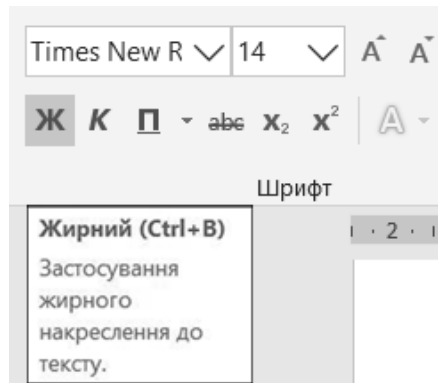 Times New R 14 A A
Ж К П abc x₂ x² A
Шрифт
Жирний (Ctrl+B)
2
Застосування
жирного
накреслення до
тексту.